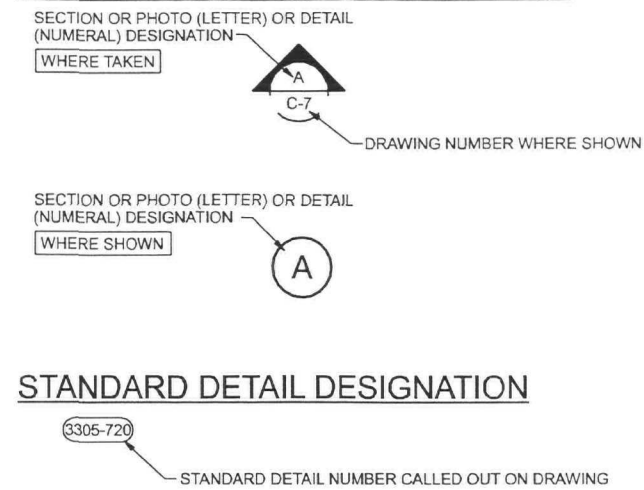 SECTION OR PHOTO (LETTER) OR DETAIL
(NUMERAL) DESIGNATION
WHERE TAKEN
A
C-7
DRAWING NUMBER WHERE SHOWN
SECTION OR PHOTO (LETTER) OR DETAIL
(NUMERAL) DESIGNATION
WHERE SHOWN
A
STANDARD DETAIL DESIGNATION
3305-720
STANDARD DETAIL NUMBER CALLED OUT ON DRAWING